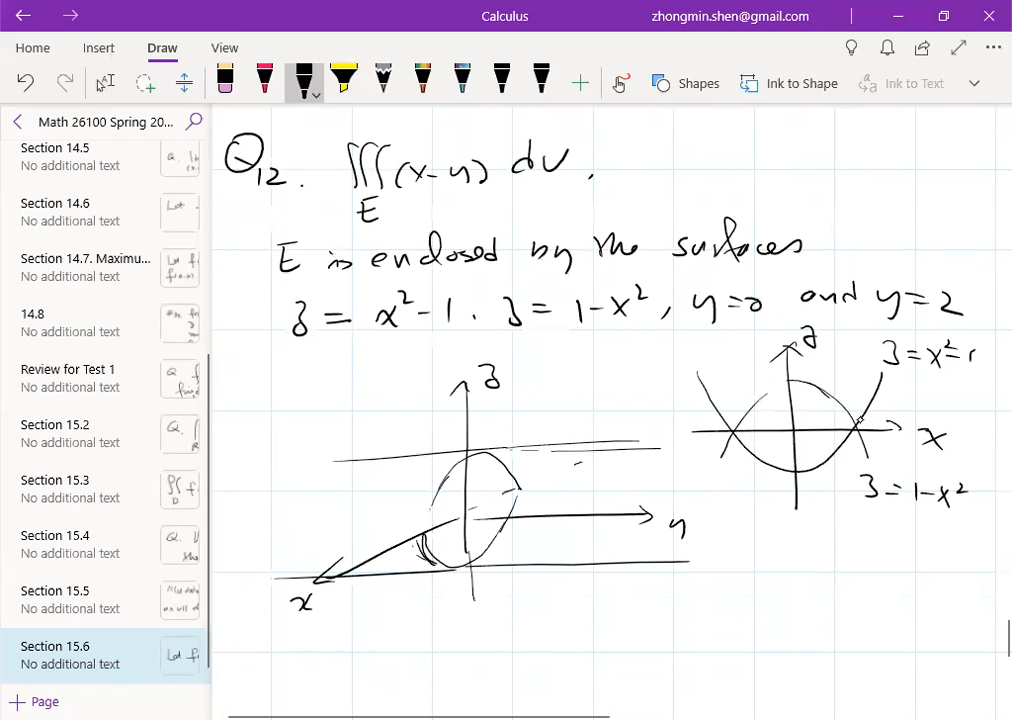 Calculus
zhongmin.shen@gmail.com
Home Insert Draw View
Shapes Ink to Shape Ink to Text
Math 26100 Spring 20...
Section 14.5
No additional text
Section 14.6
No additional text
Section 14.7. Maximu...
No additional text
14.8
No additional text
Review for Test 1
No additional text
Section 15.2
No additional text
Section 15.3
No additional text
Section 15.4
No additional text
Section 15.5
No additional text
Section 15.6
No additional text
Page
Q12. ∭E (x-y) dV.
E is enclosed by the surfaces
z = x²-1. z = 1-x², y=0 and y=2
z
z = x²-1
x
z = 1-x²
z
y
x